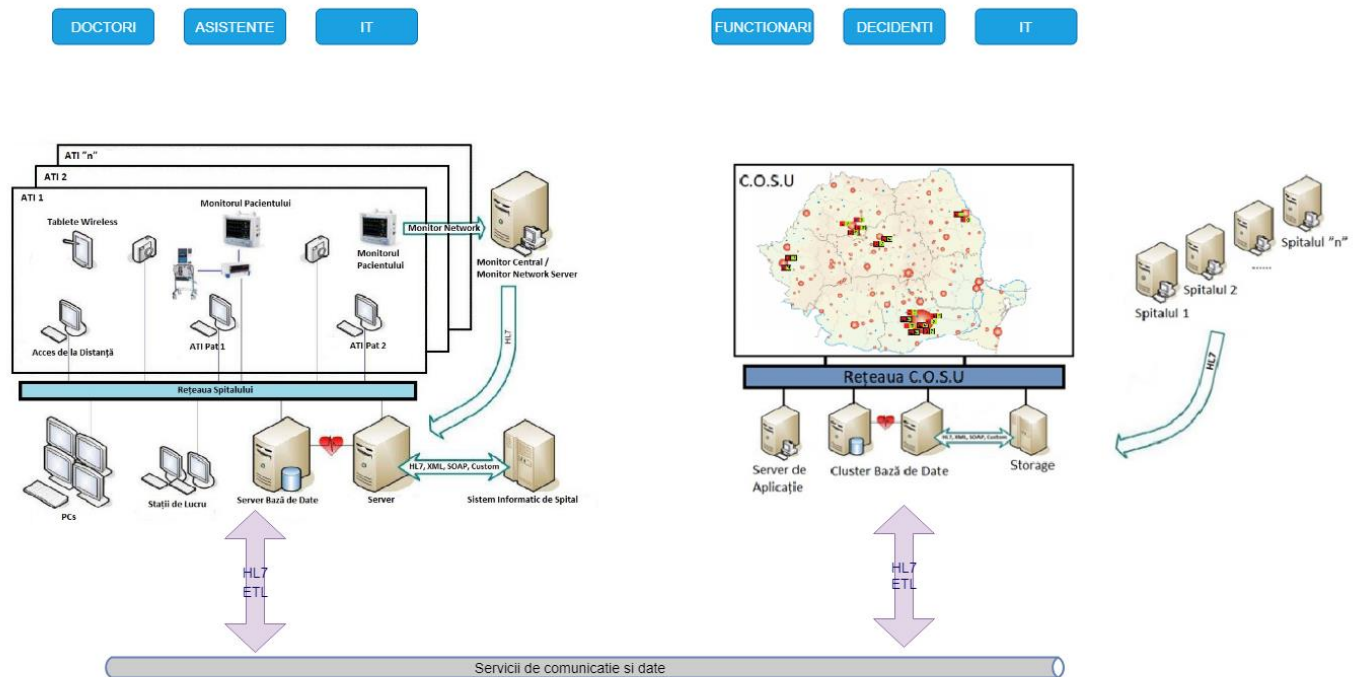 DOCTORI
ASISTENTE
IT
FUNCTIONARI
DECIDENTI
IT
ATI "n"
ATI 2
ATI 1
Tablete Wireless
Monitorul Pacientului
Monitorul
Pacientului
Monitor Network
Monitor Central /
Monitor Network Server
Acces de la Distanță
ATI Pat 1
ATI Pat 2
HL7
Rețeaua Spitalului
PCs
Stații de Lucru
Server Bază de Date
Server
HL7, XML, SOAP, Custom
Sistem Informatic de Spital
HL7
ETL
C.O.S.U
Rețeaua C.O.S.U
Server de
Aplicație
Cluster Bază de Date
HL7, XML, SOAP, Custom
Storage
Spitalul 1
Spitalul 2
......
Spitalul "n"
HL7
HL7
ETL
Servicii de comunicatie si date